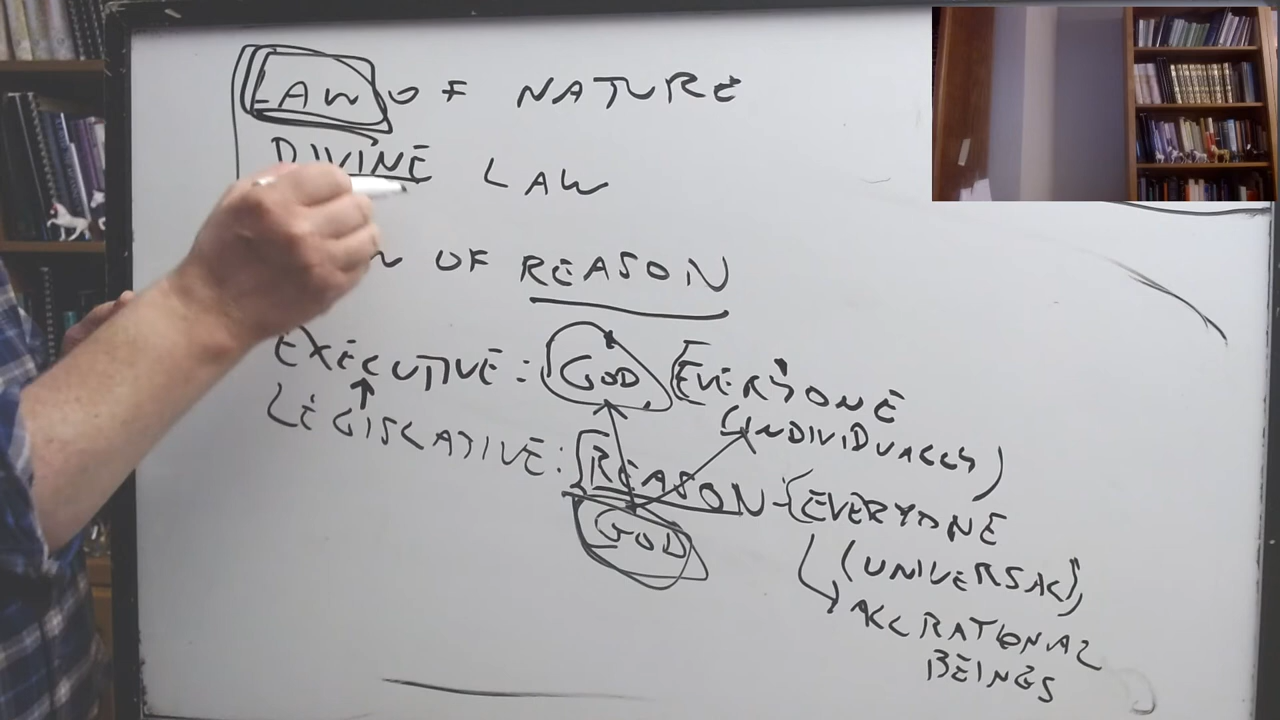 LAW OF NATURE
DIVINE LAW
OF REASON
EXECUTIVE: GOD EVERYONE
(INDIVIDUALLY)
LEGISLATIVE: REASON - EVERYONE
GOD
(UNIVERSAL)
ALL RATIONAL
BEINGS